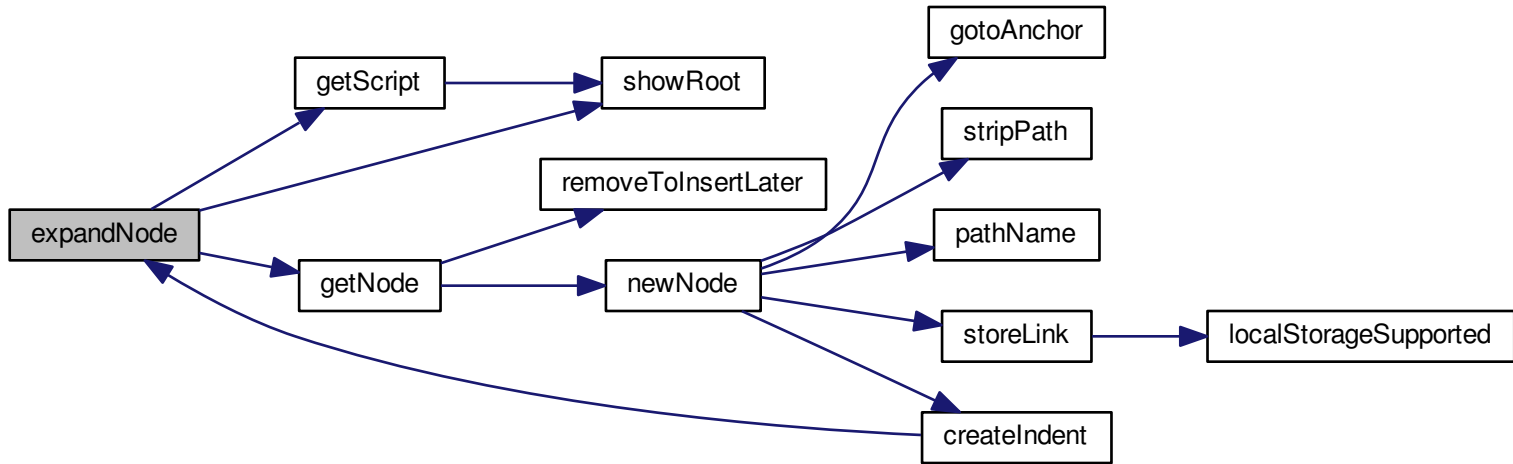 gotoAnchor
getScript
showRoot
stripPath
removeToInsertLater
expandNode
pathName
getNode
newNode
storeLink
localStorageSupported
createIndent